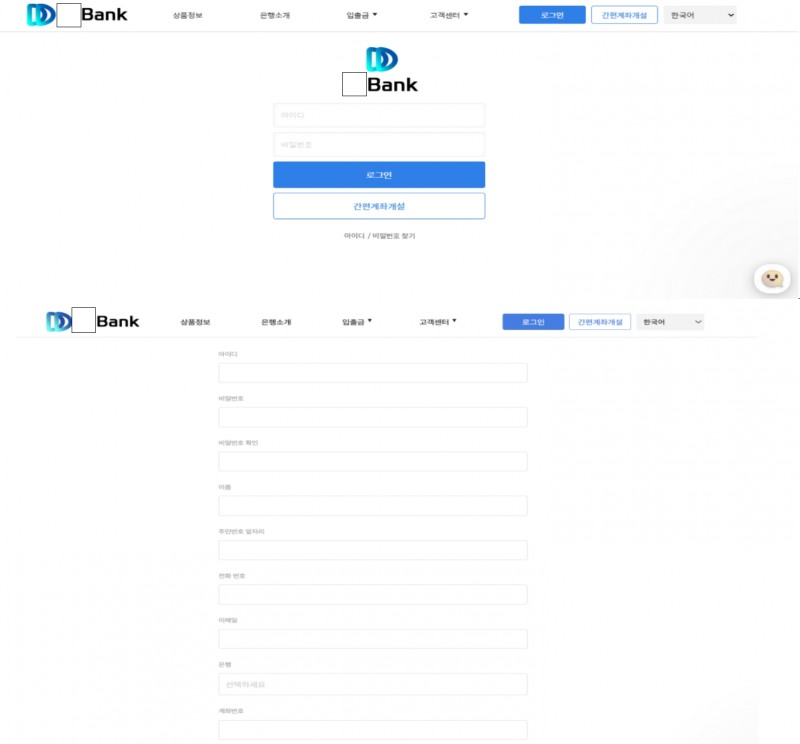 Bank 상품정보 은행소개 입출금 고객센터 로그인 간편계좌개설 한국어
Bank
아이디
비밀번호
로그인
간편계좌개설
아이디 / 비밀번호 찾기
Bank 상품정보 은행소개 입출금 고객센터 로그인 간편계좌개설 한국어
아이디
비밀번호
비밀번호 확인
이름
주민번호 앞자리
전화 번호
이메일
은행
선택하세요
계좌번호